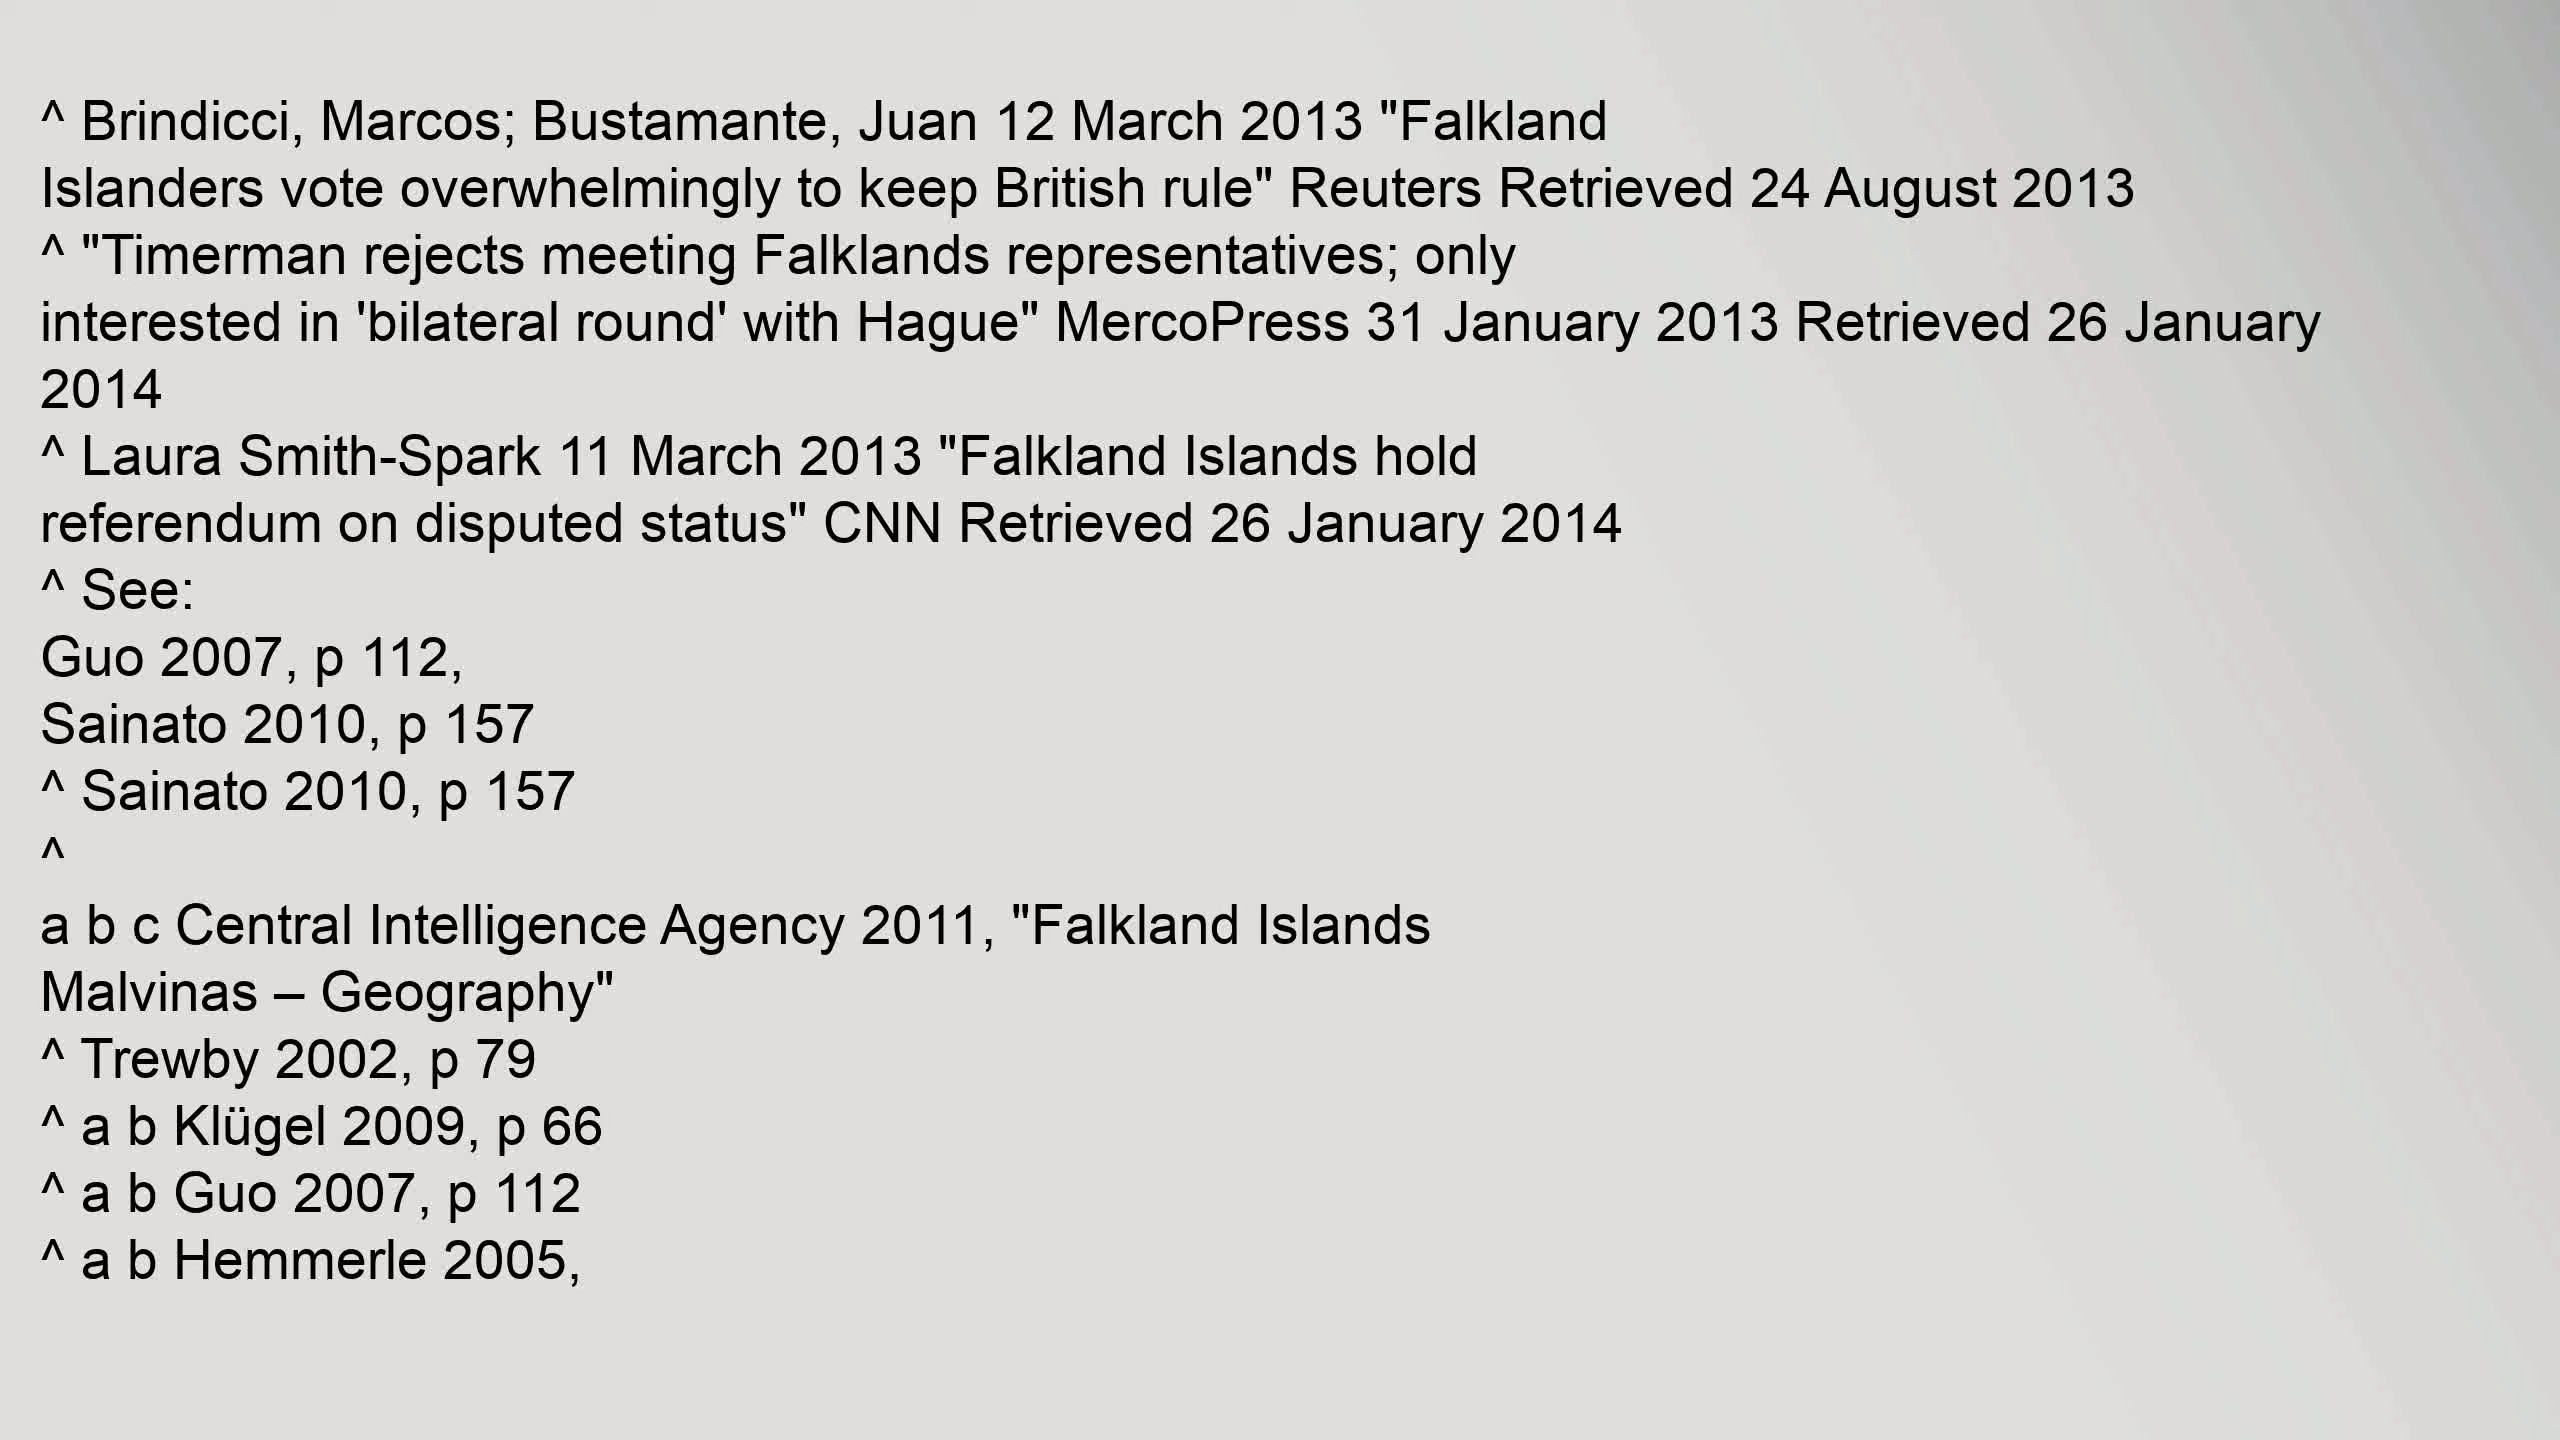 ^ Brindicci, Marcos; Bustamante, Juan 12 March 2013 "Falkland
Islanders vote overwhelmingly to keep British rule" Reuters Retrieved 24 August 2013
^ "Timerman rejects meeting Falklands representatives; only
interested in 'bilateral round' with Hague" MercoPress 31 January 2013 Retrieved 26 January
2014
^ Laura Smith-Spark 11 March 2013 "Falkland Islands hold
referendum on disputed status" CNN Retrieved 26 January 2014
^ See:
Guo 2007, p 112,
Sainato 2010, p 157
^ Sainato 2010, p 157
^
a b c Central Intelligence Agency 2011, "Falkland Islands
Malvinas – Geography"
^ Trewby 2002, p 79
^ a b Klügel 2009, p 66
^ a b Guo 2007, p 112
^ a b Hemmerle 2005,